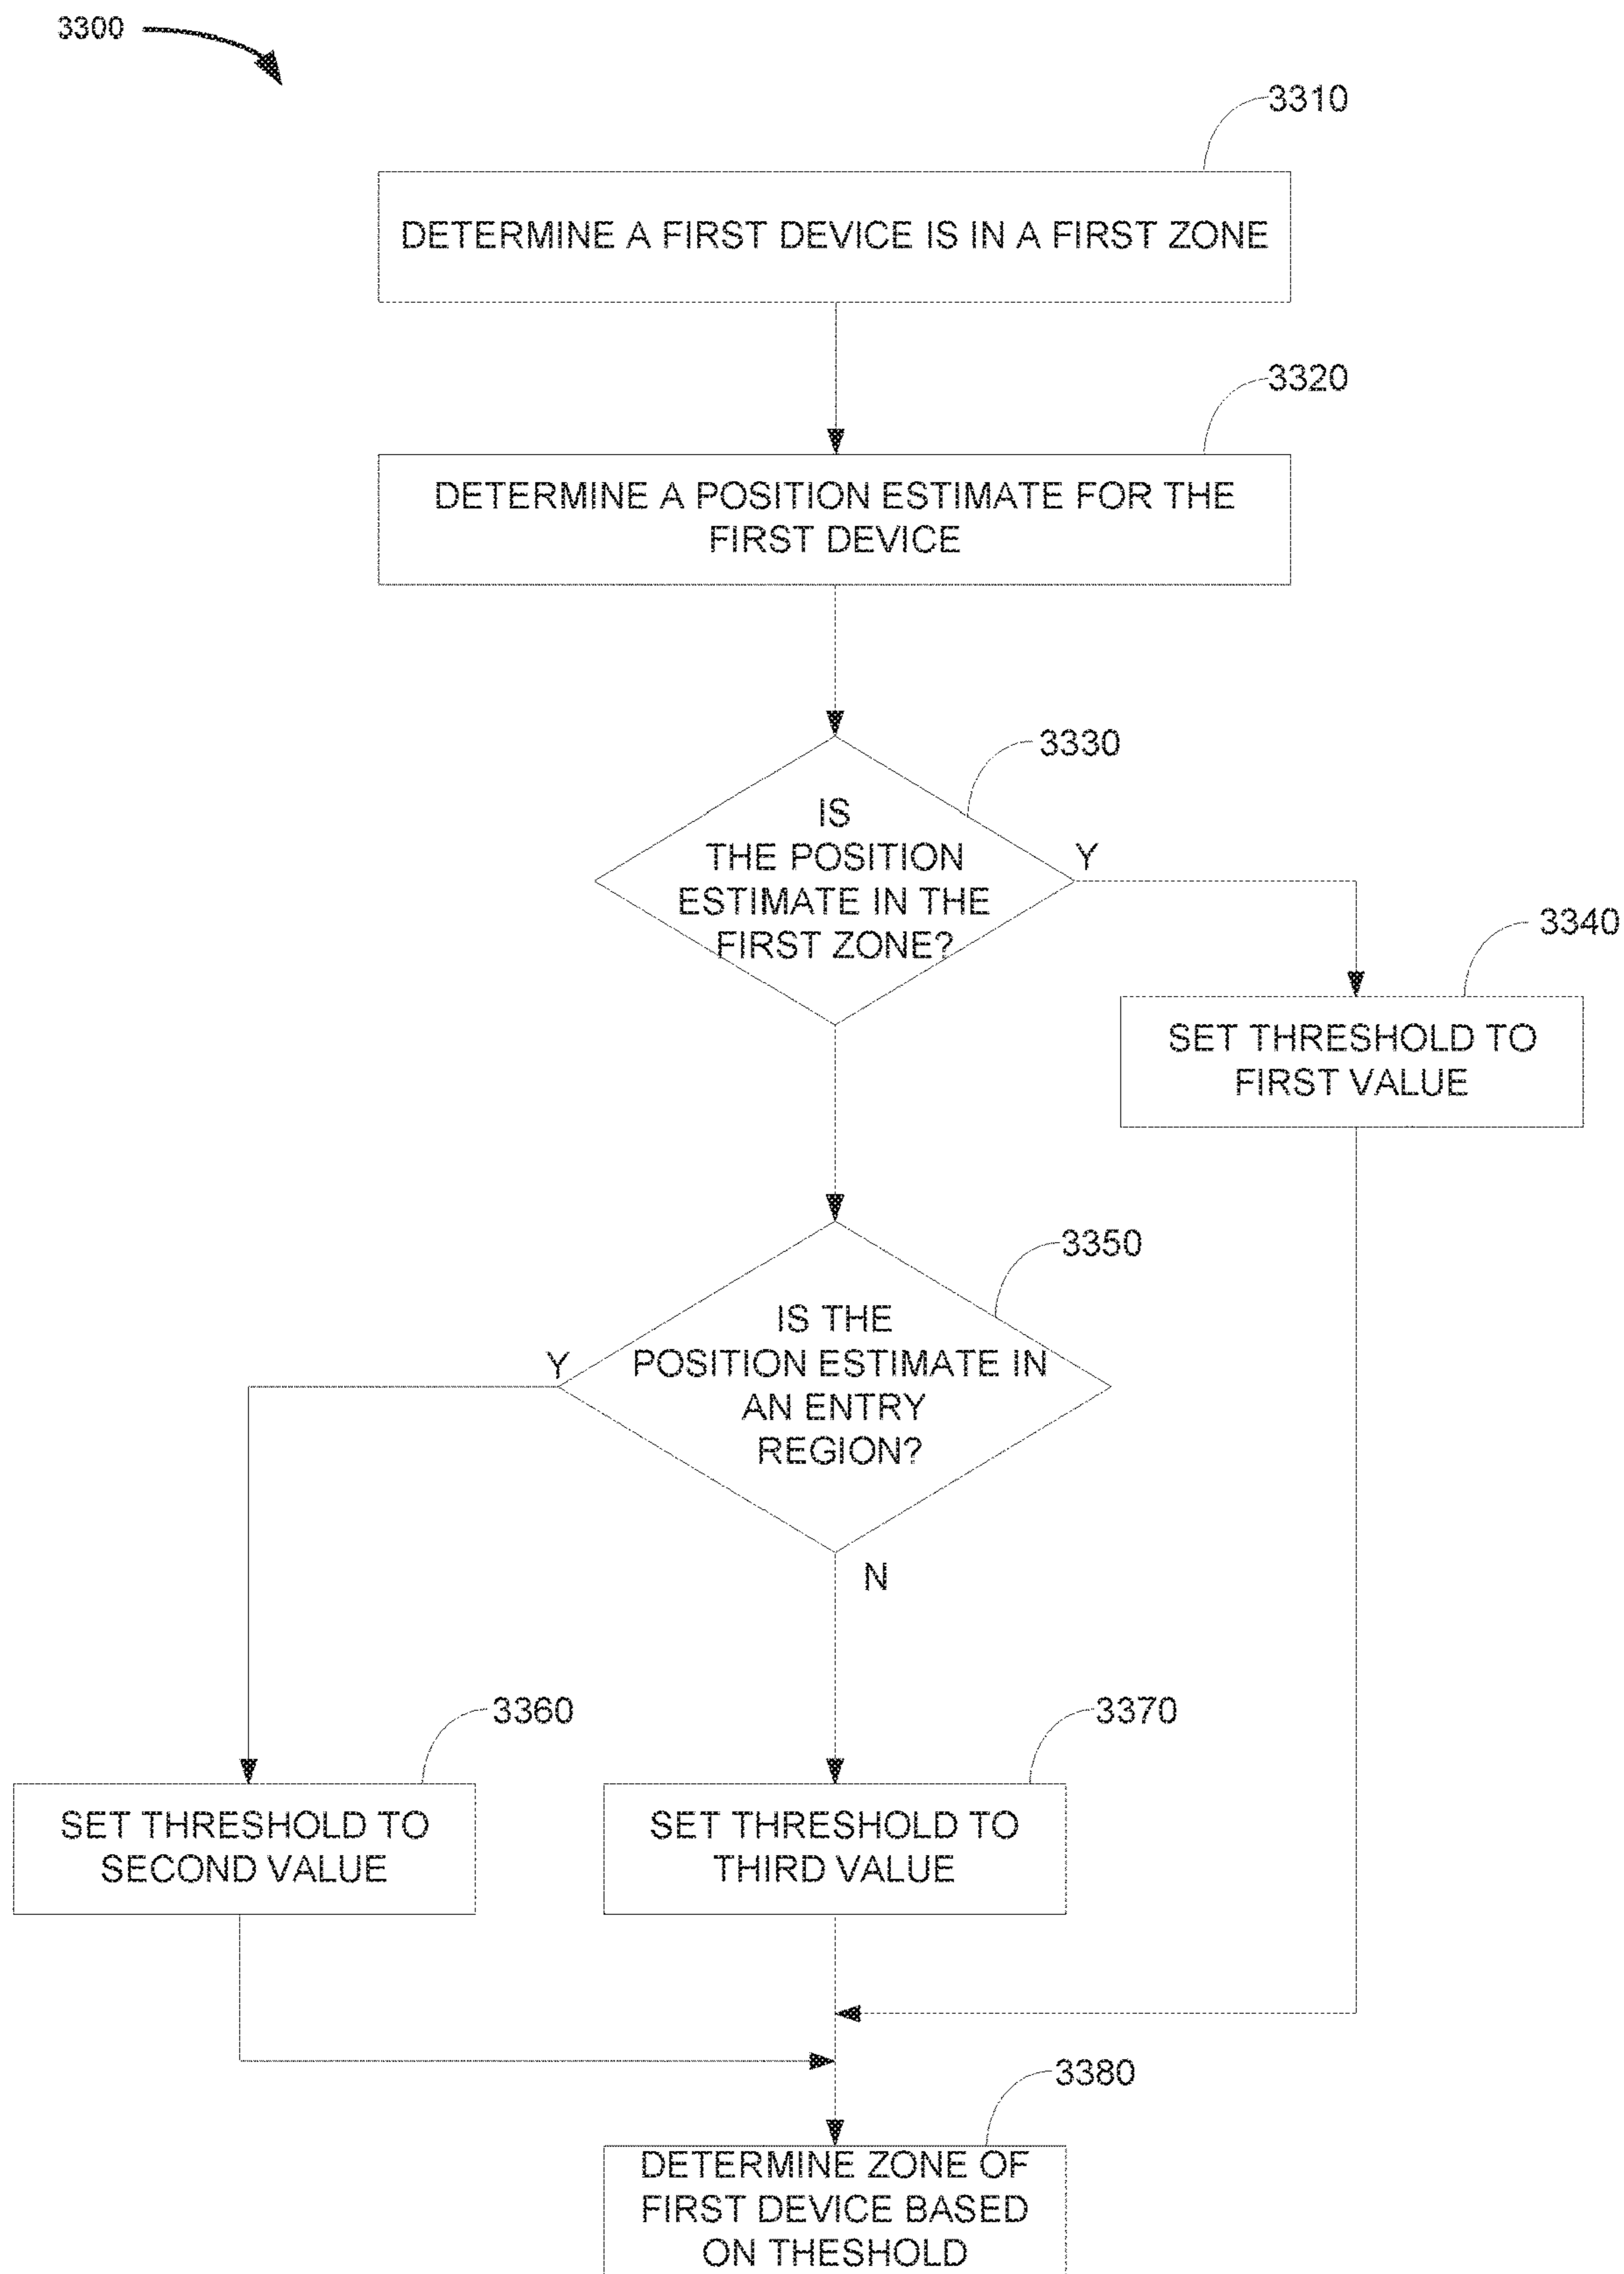 3300
3310
DETERMINE A FIRST DEVICE IS IN A FIRST ZONE
3320
DETERMINE A POSITION ESTIMATE FOR THE
FIRST DEVICE
3330
IS
THE POSITION
ESTIMATE IN THE
FIRST ZONE?
Y
3340
SET THRESHOLD TO
FIRST VALUE
3350
IS THE
POSITION ESTIMATE IN
AN ENTRY
REGION?
Y
N
3360
SET THRESHOLD TO
SECOND VALUE
3370
SET THRESHOLD TO
THIRD VALUE
3380
DETERMINE ZONE OF
FIRST DEVICE BASED
ON THESHOLD